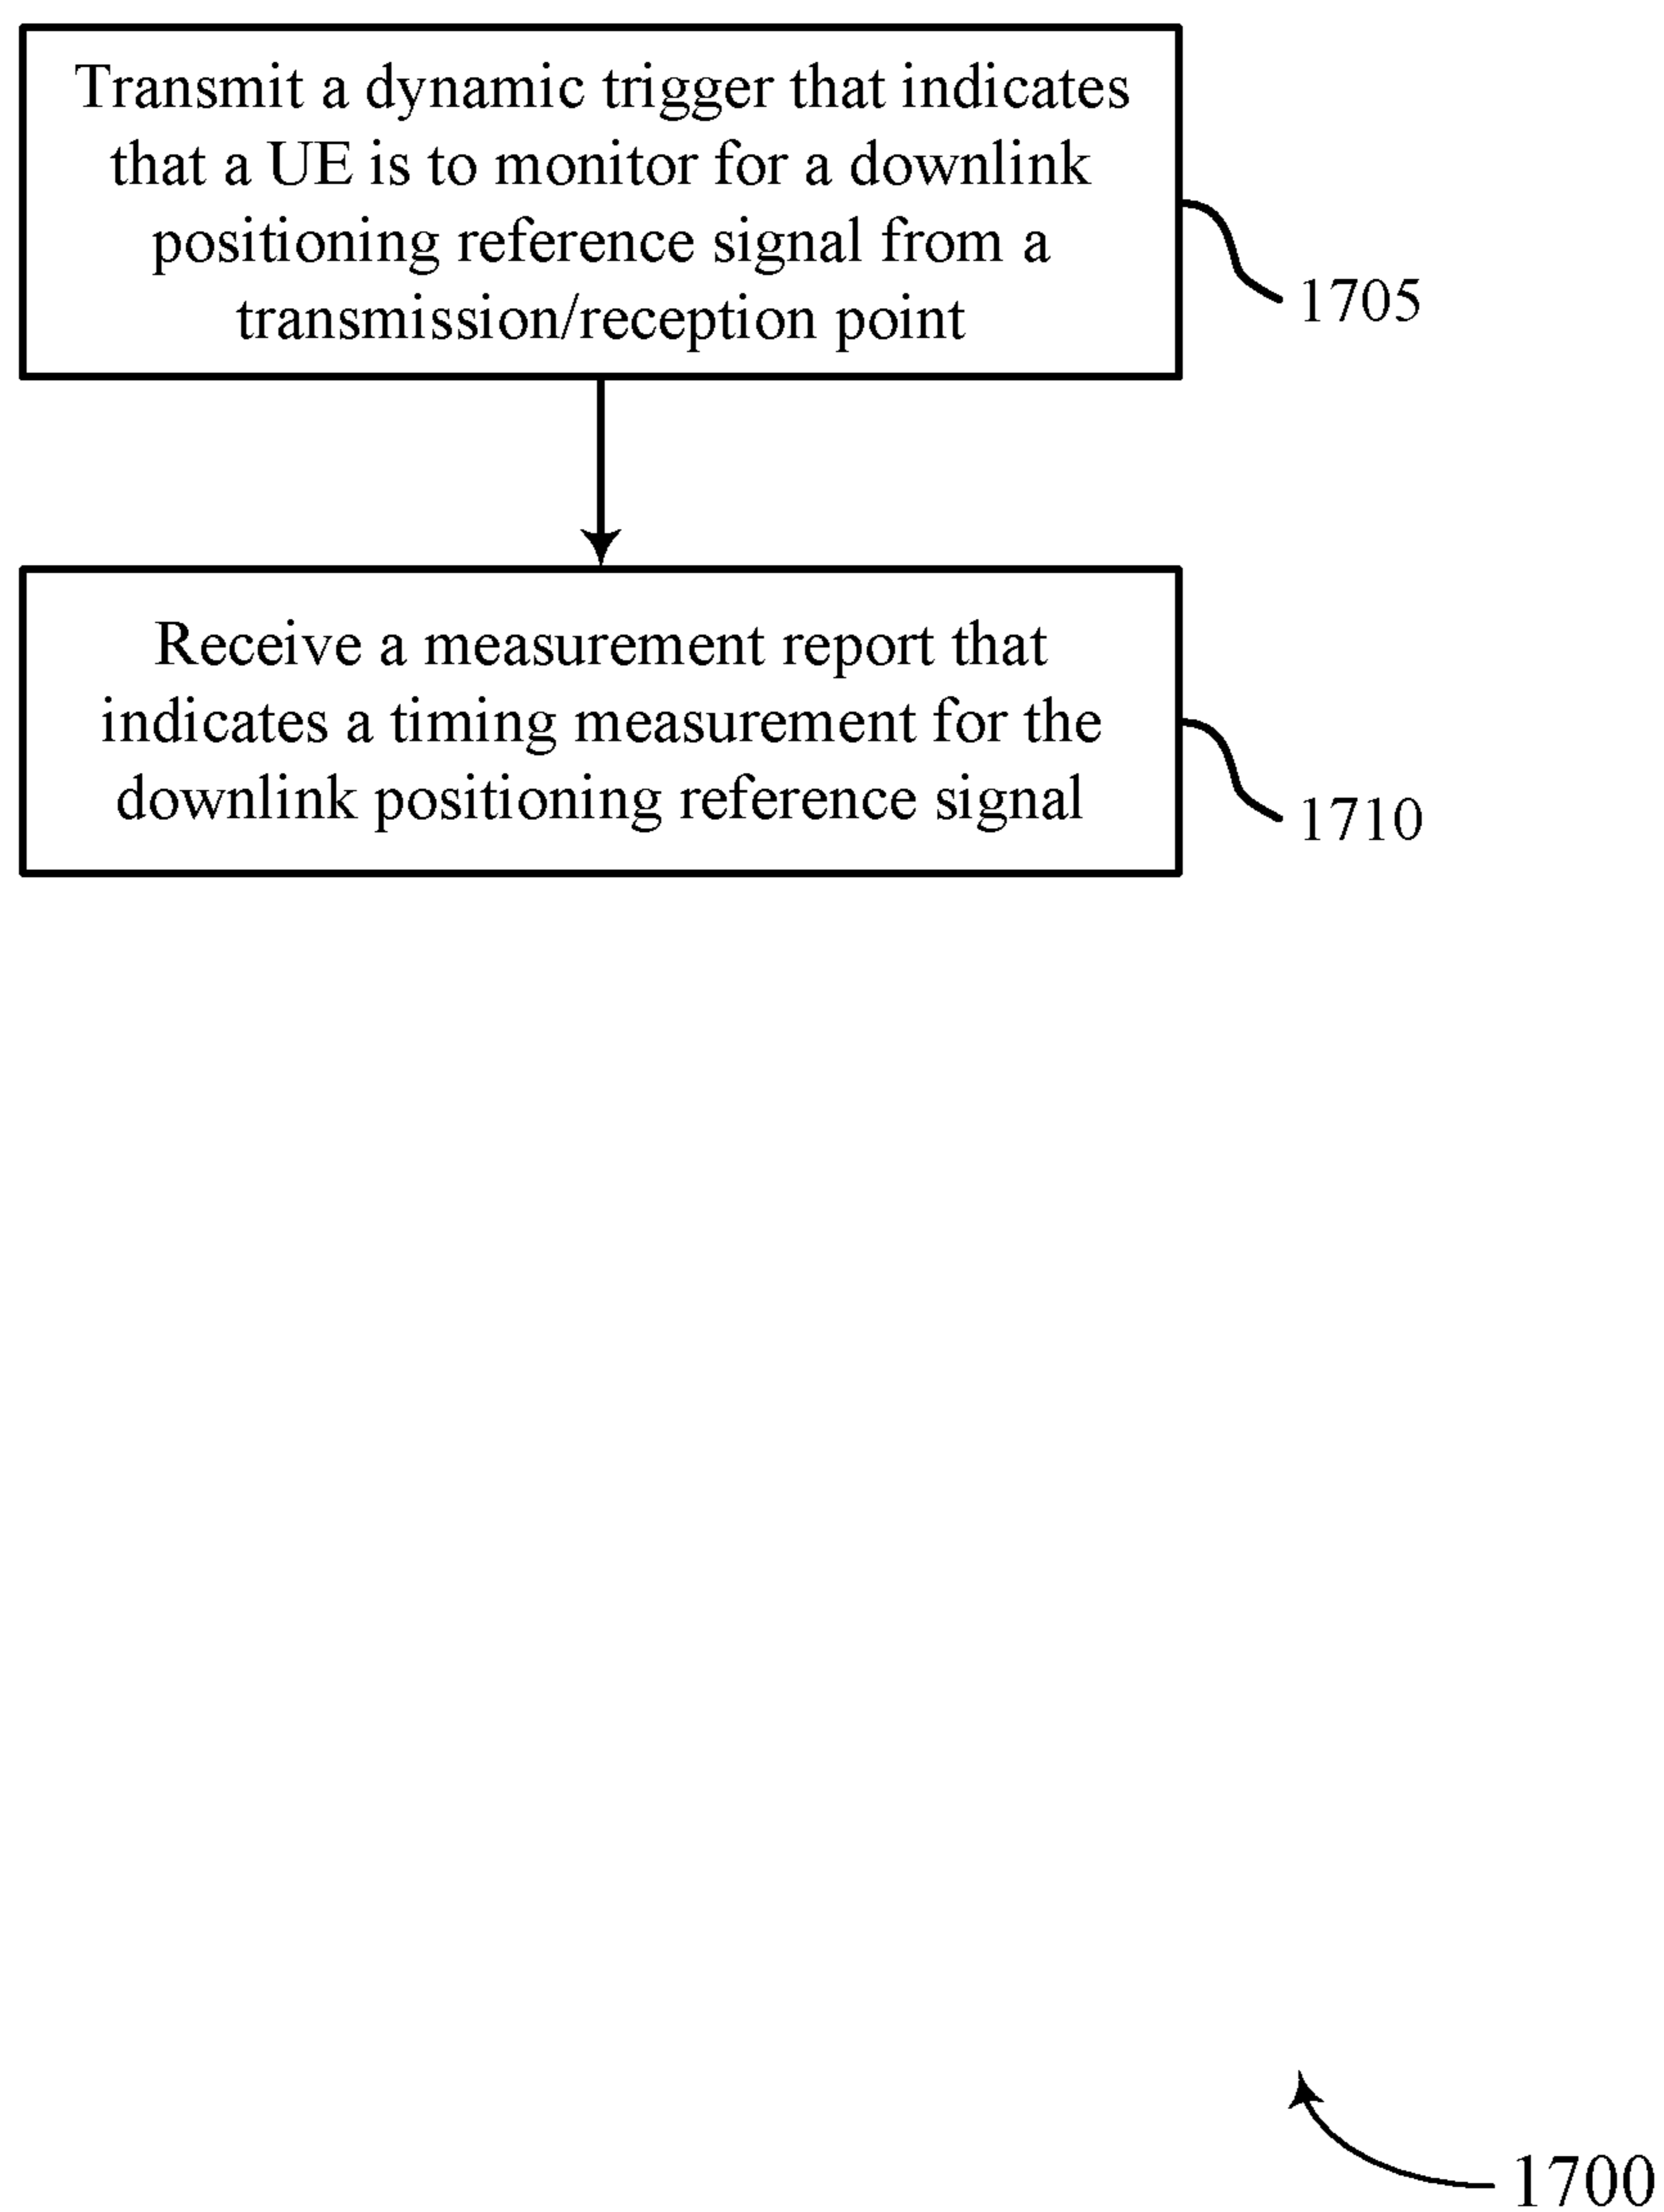 Transmit a dynamic trigger that indicates
that a UE is to monitor for a downlink
positioning reference signal from a
transmission/reception point
1705
Receive a measurement report that
indicates a timing measurement for the
downlink positioning reference signal
1710
1700